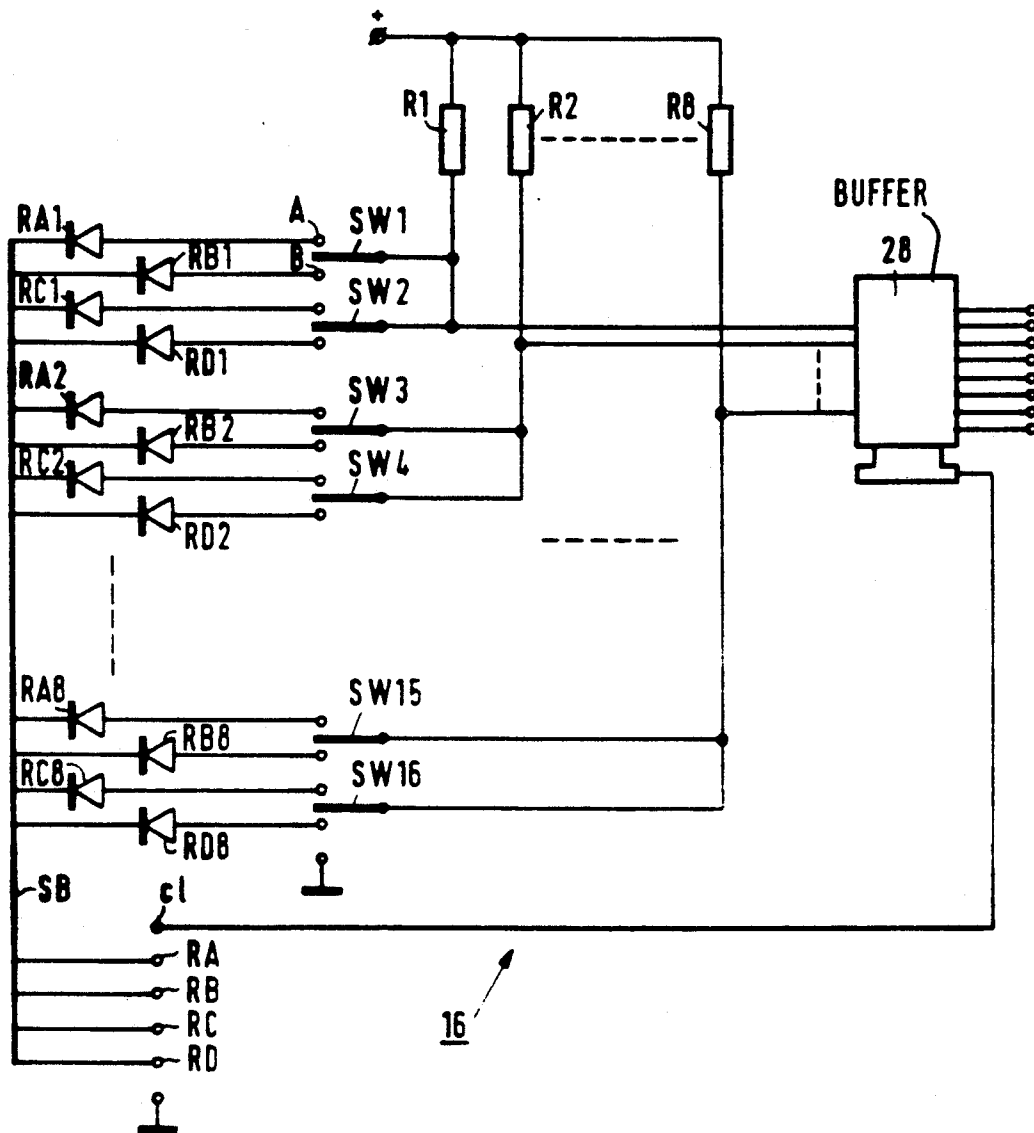 +
R1 R2 R8
BUFFER
28
RA1 A SW1
RB1 B
RC1 SW2
RD1
RA2 SW3
RB2
RC2 SW4
RD2
RA8 SW15
RB8
RC8 SW16
RD8
SB cl
RA
RB
RC
RD
16